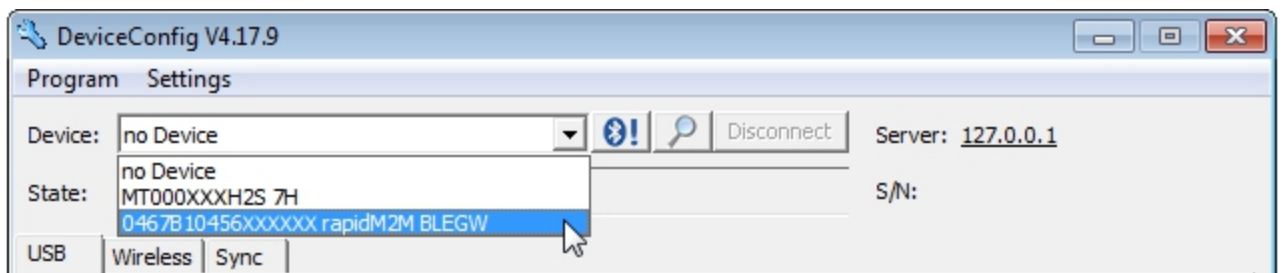 DeviceConfig V4.17.9
Program Settings
Device: no Device Disconnect Server: 127.0.0.1
no Device
State: MT000XXXH2S 7H S/N:
0467B10456XXXXXX rapidM2M BLEGW
USB Wireless Sync